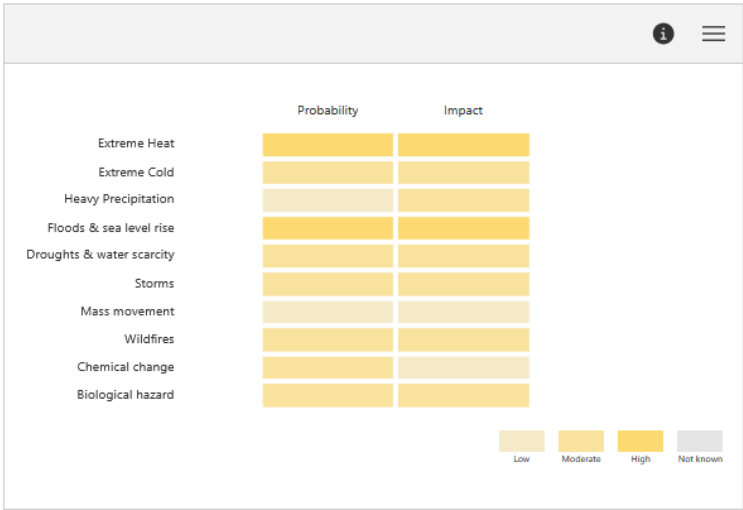 Probability Impact
Extreme Heat
Extreme Cold
Heavy Precipitation
Floods & sea level rise
Droughts & water scarcity
Storms
Mass movement
Wildfires
Chemical change
Biological hazard
Low Moderate High Not known